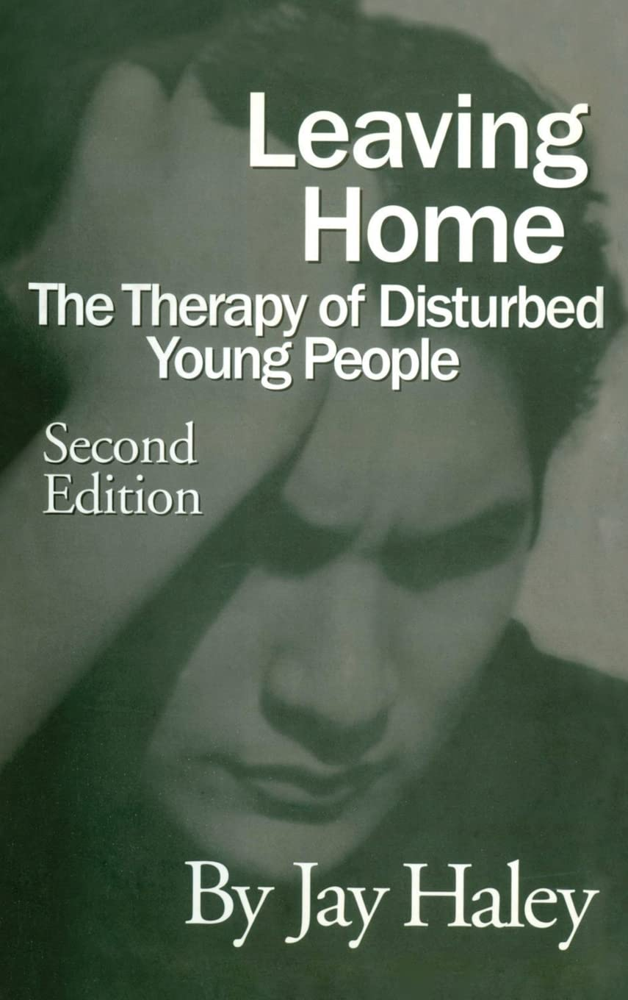 Leaving
Home
The Therapy of Disturbed
Young People
Second
Edition
By Jay Haley